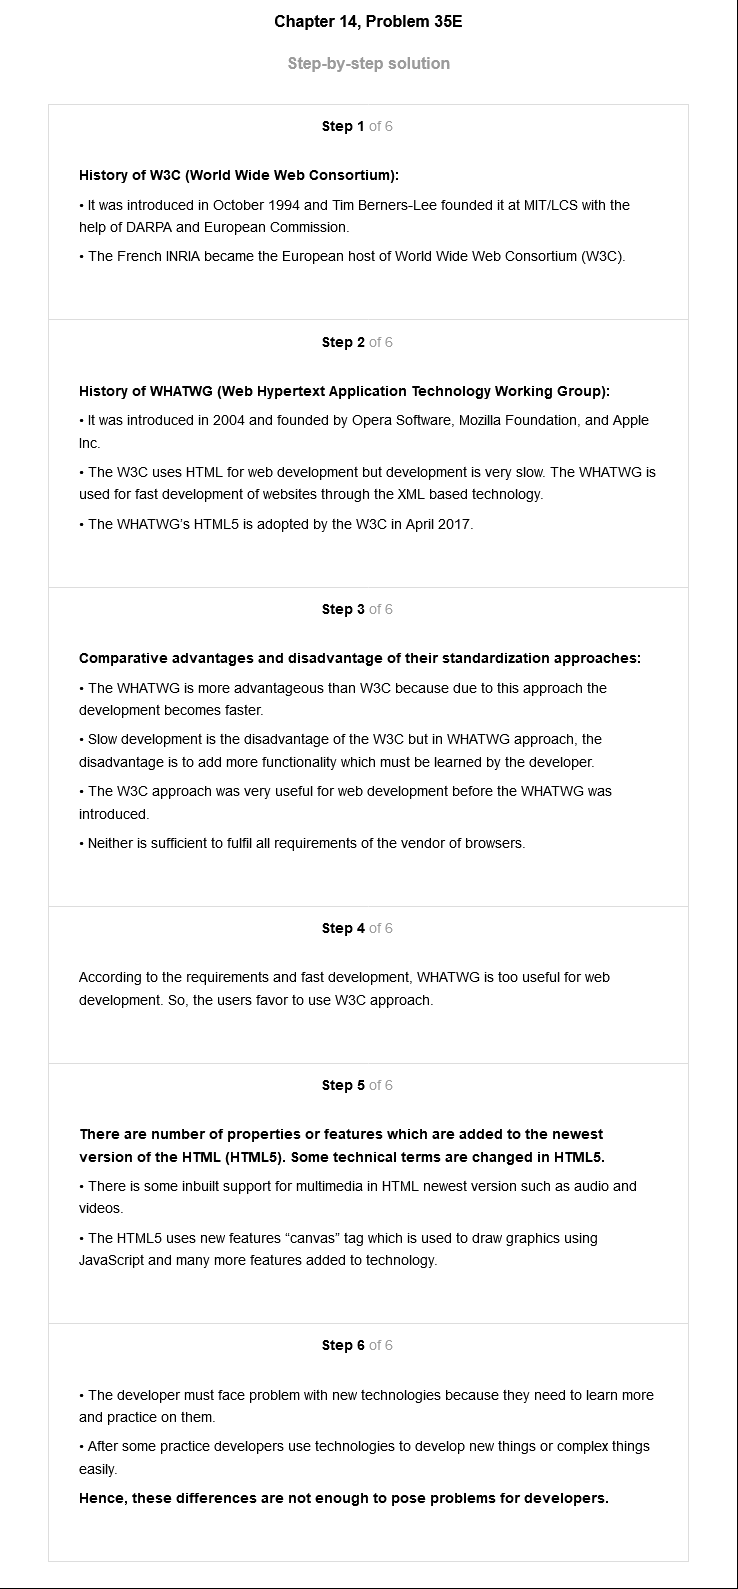 Chapter 14, Problem 35E
Step-by-step solution
Step 1 of 6
History of W3C (World Wide Web Consortium):
• It was introduced in October 1994 and Tim Berners-Lee founded it at MIT/LCS with the
help of DARPA and European Commission.
• The French INRIA became the European host of World Wide Web Consortium (W3C).
Step 2 of 6
History of WHATWG (Web Hypertext Application Technology Working Group):
• It was introduced in 2004 and founded by Opera Software, Mozilla Foundation, and Apple
Inc.
• The W3C uses HTML for web development but development is very slow. The WHATWG is
used for fast development of websites through the XML based technology.
• The WHATWG's HTML5 is adopted by the W3C in April 2017.
Step 3 of 6
Comparative advantages and disadvantage of their standardization approaches:
• The WHATWG is more advantageous than W3C because due to this approach the
development becomes faster.
• Slow development is the disadvantage of the W3C but in WHATWG approach, the
disadvantage is to add more functionality which must be learned by the developer.
• The W3C approach was very useful for web development before the WHATWG was
introduced.
• Neither is sufficient to fulfil all requirements of the vendor of browsers.
Step 4 of 6
According to the requirements and fast development, WHATWG is too useful for web
development. So, the users favor to use W3C approach.
Step 5 of 6
There are number of properties or features which are added to the newest
version of the HTML (HTML5). Some technical terms are changed in HTML5.
• There is some inbuilt support for multimedia in HTML newest version such as audio and
videos.
• The HTML5 uses new features “canvas” tag which is used to draw graphics using
JavaScript and many more features added to technology.
Step 6 of 6
• The developer must face problem with new technologies because they need to learn more
and practice on them.
• After some practice developers use technologies to develop new things or complex things
easily.
Hence, these differences are not enough to pose problems for developers.